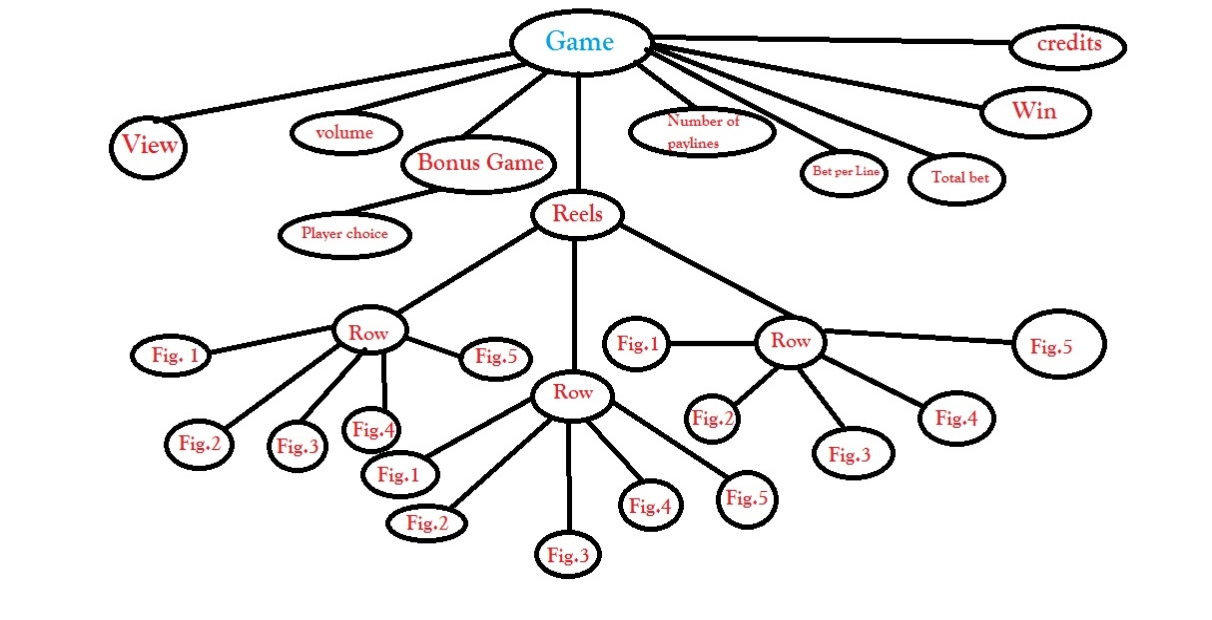 Game
credits
Win
View
volume
Bonus Game
Number of
paylines
Bet per Line
Total bet
Player choice
Reels
Row
Fig. 1
Fig.2
Fig.3
Fig.4
Fig.5
Row
Fig.1
Fig.2
Fig.3
Fig.4
Fig.5
Row
Fig.1
Fig.2
Fig.3
Fig.4
Fig.5